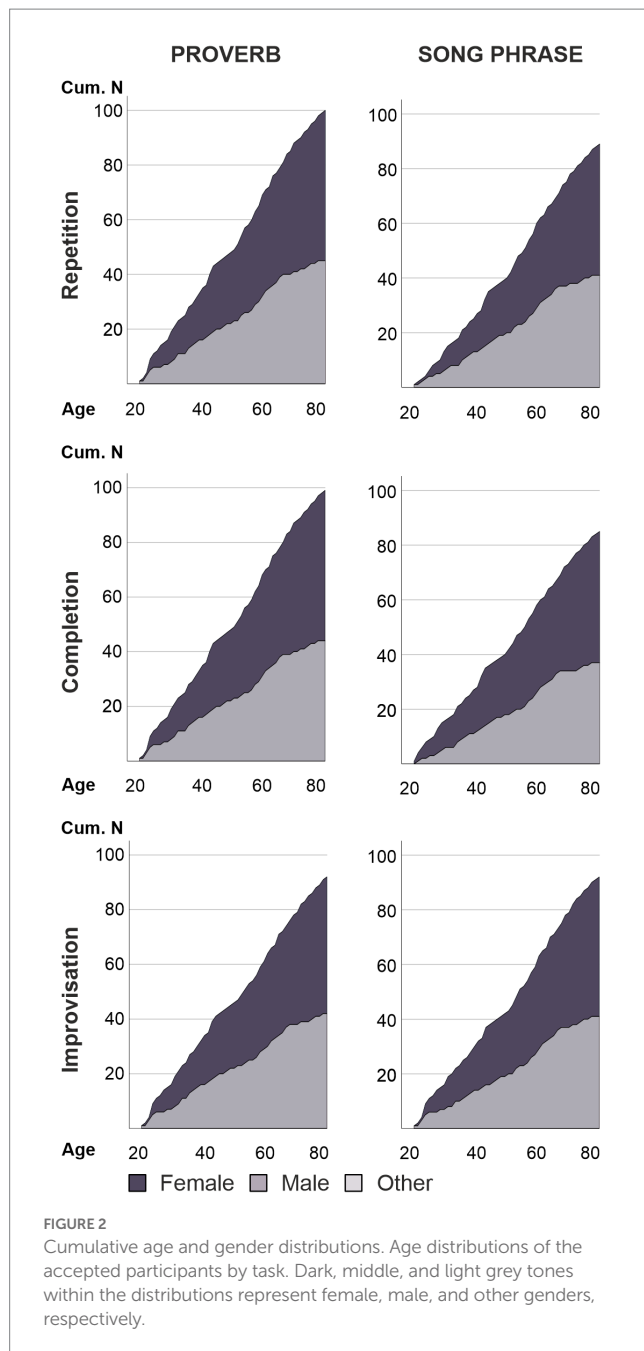 PROVERB SONG PHRASE
Cum. N
Repetition
100 100
80 80
60 60
40 40
20 20
Age 20 40 60 80 20 40 60 80
Cum. N
Completion
100 100
80 80
60 60
40 40
20 20
Age 20 40 60 80 20 40 60 80
Cum. N
Improvisation
100 100
80 80
60 60
40 40
20 20
Age 20 40 60 80 20 40 60 80
Female Male Other
FIGURE 2
Cumulative age and gender distributions. Age distributions of the
accepted participants by task. Dark, middle, and light grey tones
within the distributions represent female, male, and other genders,
respectively.